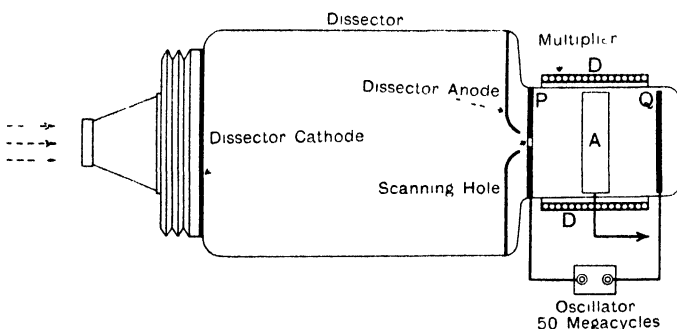 Dissector
Multiplier
D
Dissector Anode
P
Q
A
Dissector Cathode
Scanning Hole
D
Oscillator
50 Megacycles